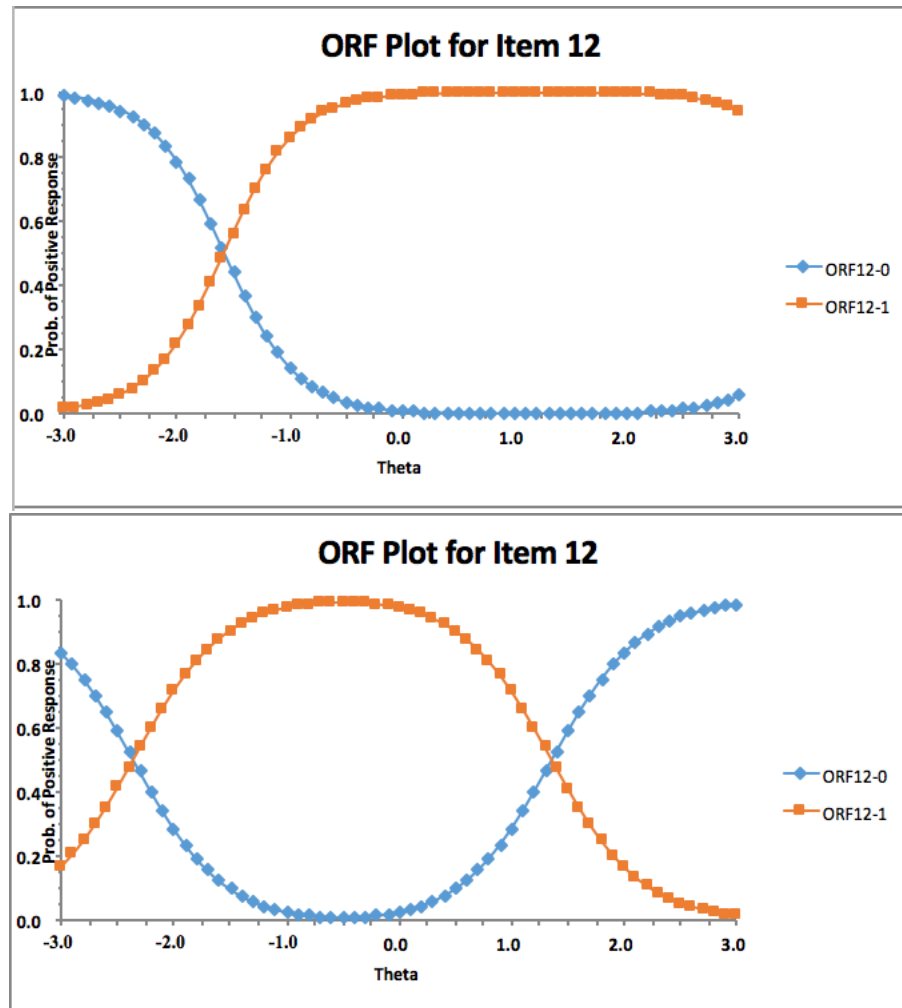 ORF Plot for Item 12
Prob. of Positive Response
1.0
0.8
0.6
0.4
0.2
0.0
-3.0 -2.0 -1.0 0.0 1.0 2.0 3.0
Theta
ORF12-0
ORF12-1
ORF Plot for Item 12
Prob. of Positive Response
1.0
0.8
0.6
0.4
0.2
0.0
-3.0 -2.0 -1.0 0.0 1.0 2.0 3.0
Theta
ORF12-0
ORF12-1